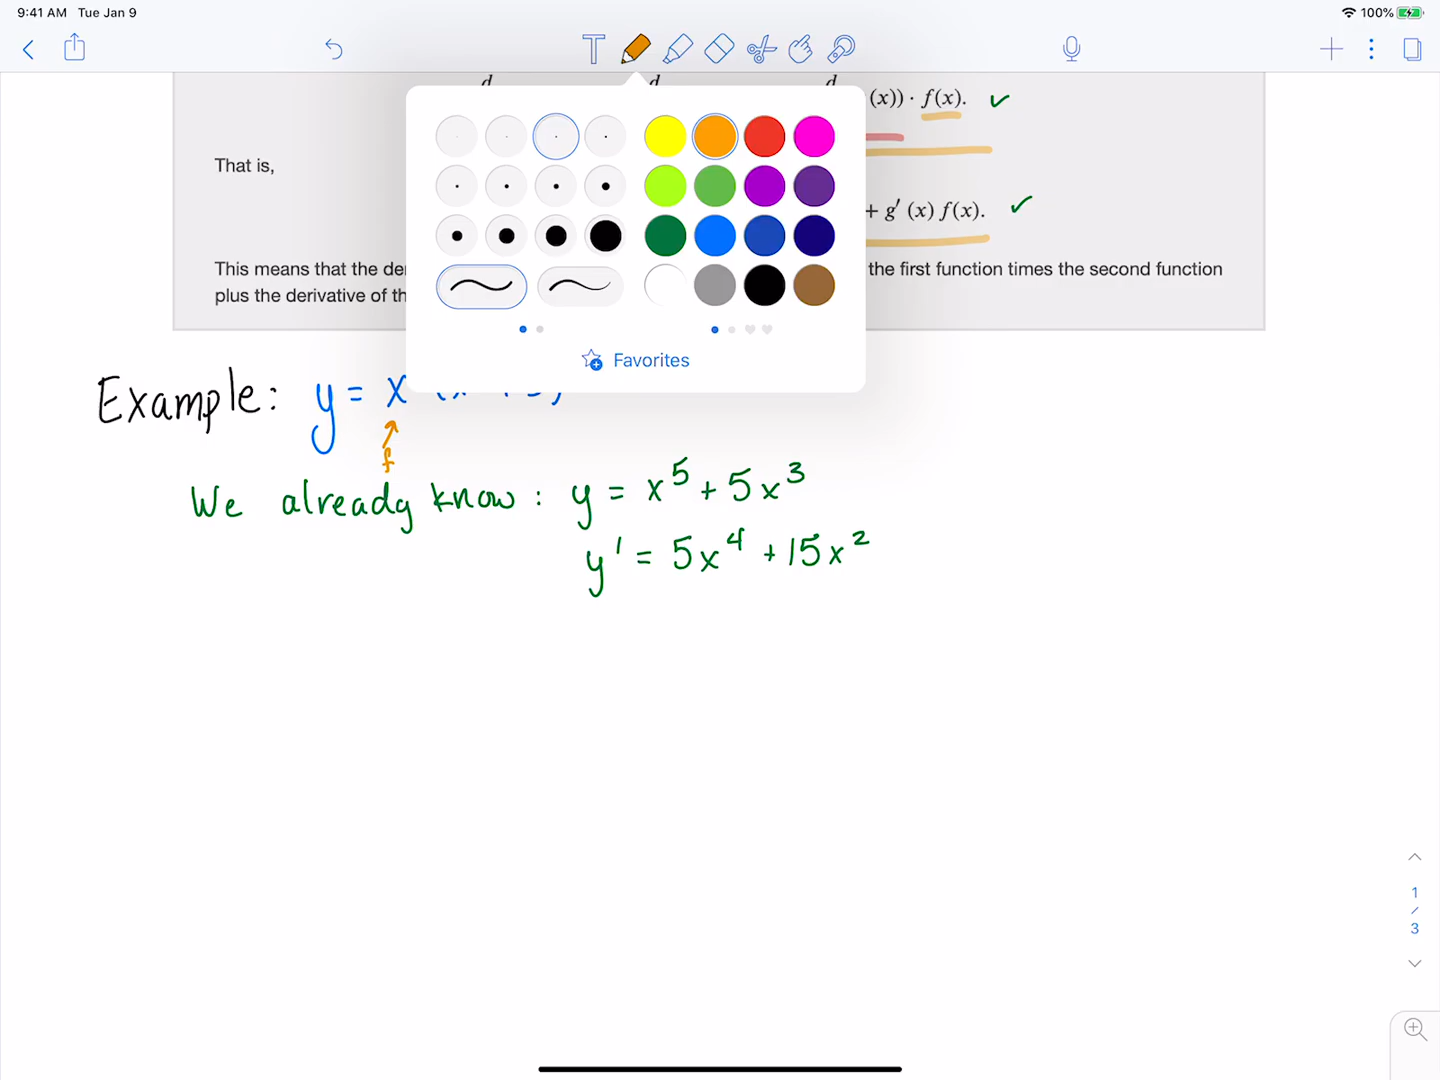 9:41 AM Tue Jan 9 100%
d d d
(x)) · f(x). ✓
That is,
+ g′ (x) f(x). ✓
This means that the de the first function times the second function
plus the derivative of th
Favorites
Example: y = x
f
We already know: y = x⁵ + 5x³
y' = 5x⁴ + 15x²
1
/
3